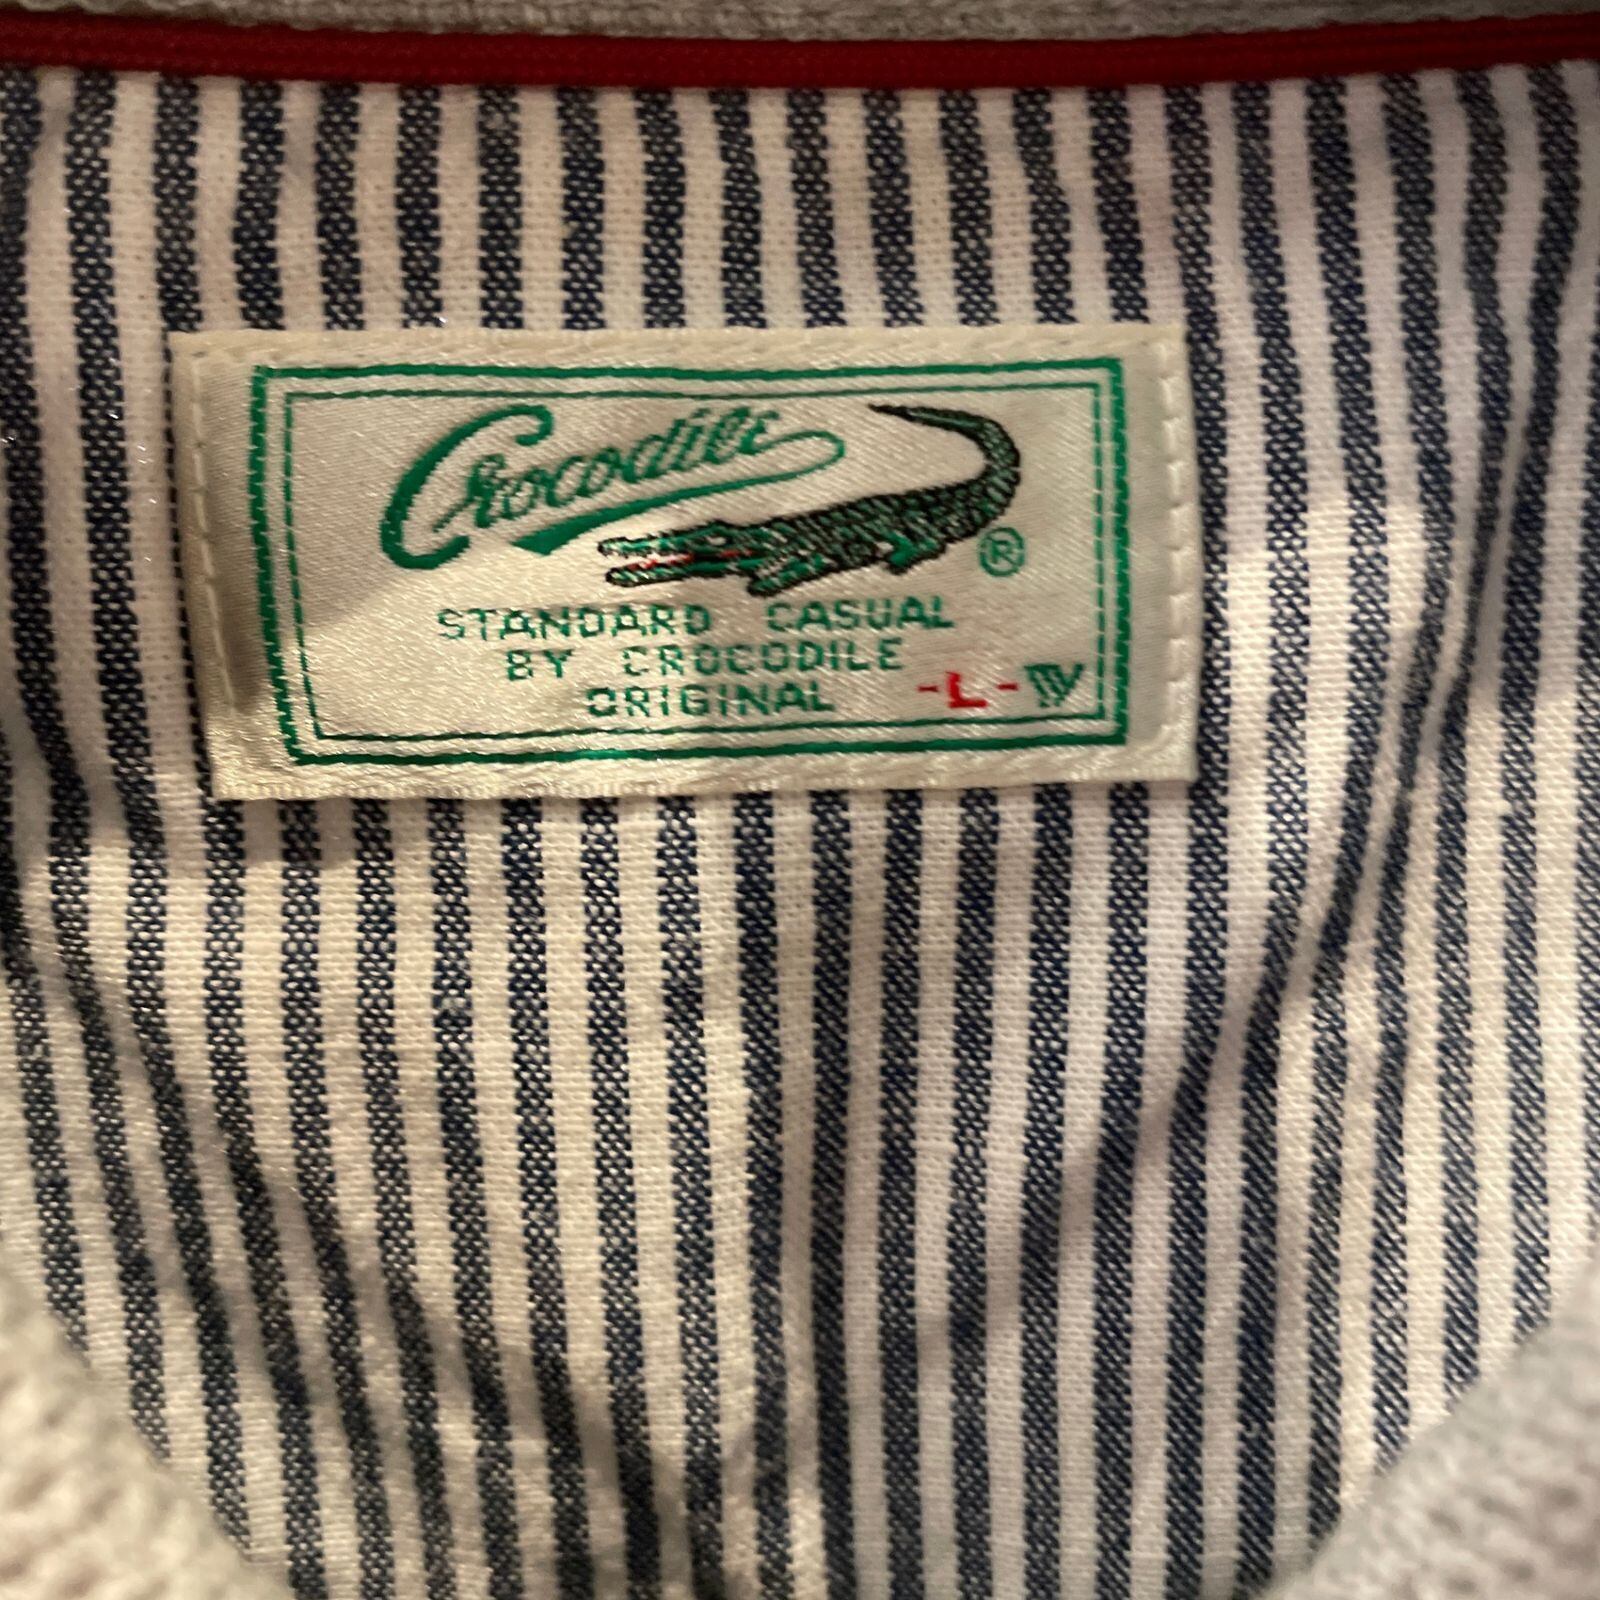 Crocodile
®
STANDARD CASUAL
BY CROCODILE
ORIGINAL -L-